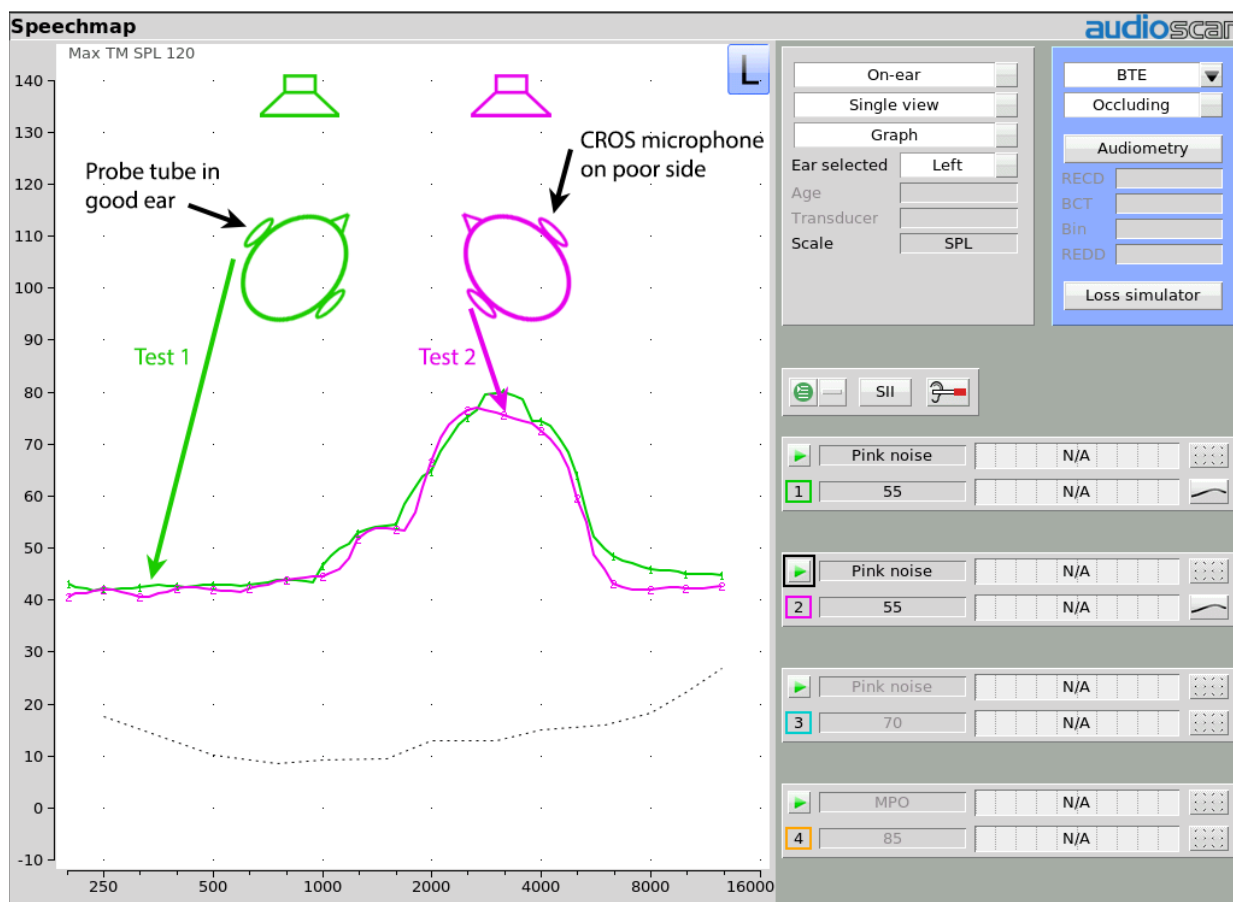 Speechmap
audioscan
Max TM SPL 120
L
140
130
120
110
100
90
80
70
60
50
40
30
20
10
0
-10
250
500
1000
2000
4000
8000
16000
Probe tube in
good ear
CROS microphone
on poor side
Test 1
Test 2
On-ear
Single view
Graph
Ear selected Left
Age
Transducer
Scale SPL
BTE
Occluding
Audiometry
RECD
BCT
Bin
REDD
Loss simulator
SII
Pink noise N/A
1 55 N/A
Pink noise N/A
2 55 N/A
Pink noise N/A
3 70 N/A
MPO N/A
4 85 N/A